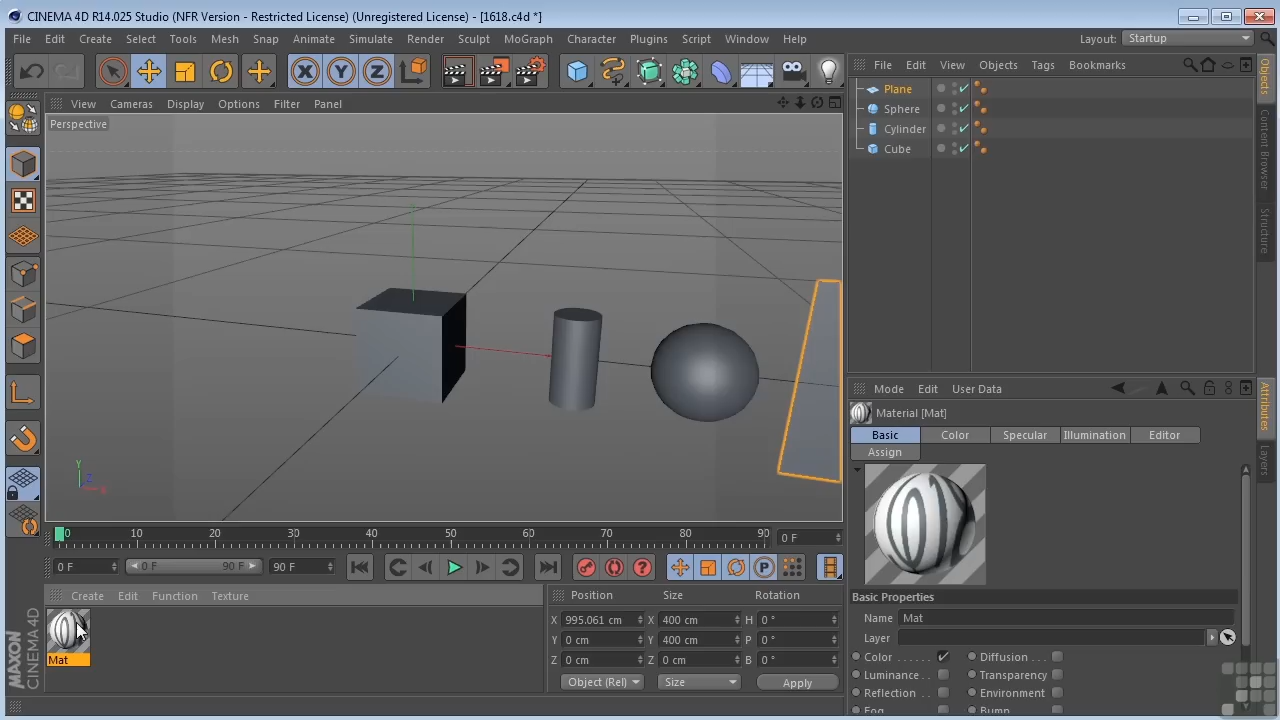 CINEMA 4D R14.025 Studio (NFR Version - Restricted License) (Unregistered License) - [1618.c4d *]
File Edit Create Select Tools Mesh Snap Animate Simulate Render Sculpt MoGraph Character Plugins Script Window Help Layout: Startup
X Y Z
File Edit View Objects Tags Bookmarks
View Cameras Display Options Filter Panel
Perspective
Plane
Sphere
Cylinder
Cube
Objects
Content Browser
Structure
Attributes
Layers
Y
Z
X
Mode Edit User Data
Material [Mat]
Basic Color Specular Illumination Editor
Assign
0 10 20 30 40 50 60 70 80 90 0 F
0 F 0 F 90 F 90 F
P
Basic Properties
Name Mat
Layer
Color Diffusion
Luminance Transparency
Reflection Environment
Fog Bump
Create Edit Function Texture
Mat
MAXON
CINEMA 4D
Position Size Rotation
X 995.061 cm X 400 cm H 0 °
Y 0 cm Y 400 cm P 0 °
Z 0 cm Z 0 cm B 0 °
Object (Rel) Size Apply